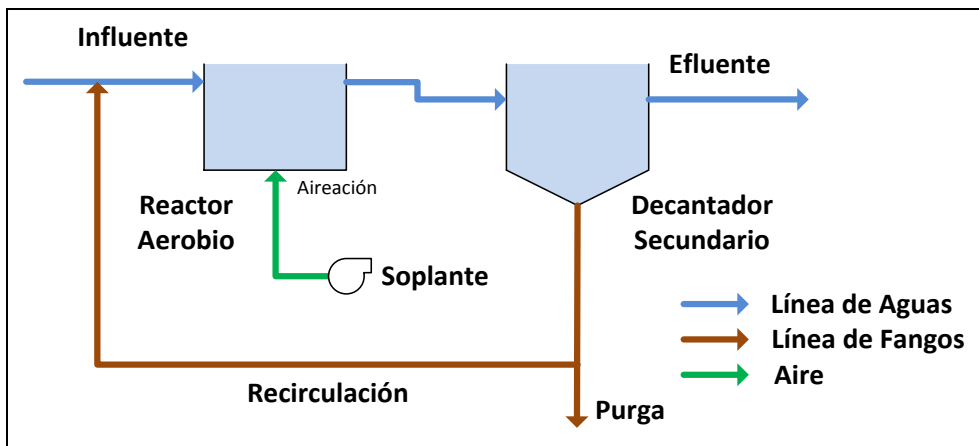 Influente
Efluente
Aireación
Reactor
Aerobio
Decantador
Secundario
Soplante
Línea de Aguas
Línea de Fangos
Aire
Recirculación
Purga